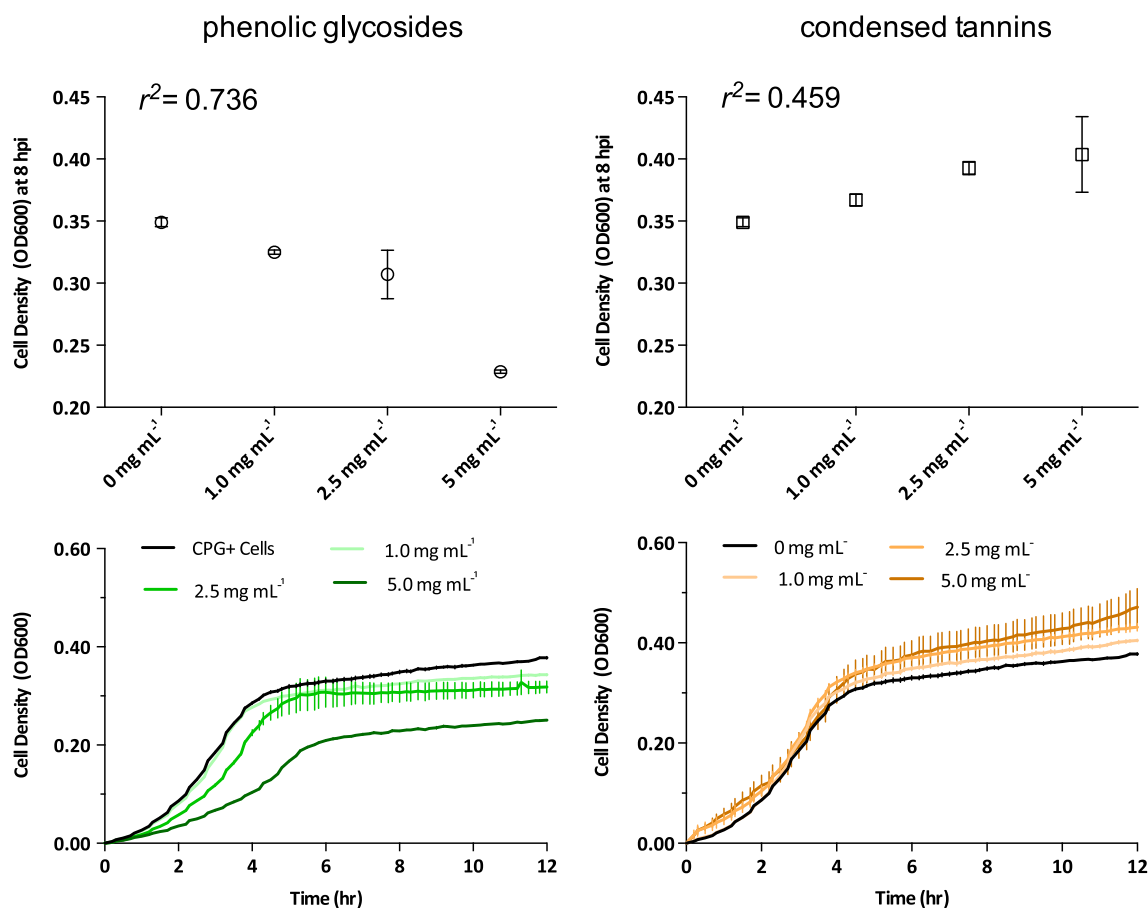 phenolic glycosides
r²= 0.736
0.45
0.40
0.35
0.30
0.25
0.20
Cell Density (OD600) at 8 hpi
0 mg mL⁻¹
1.0 mg mL⁻¹
2.5 mg mL⁻¹
5 mg mL⁻¹
condensed tannins
r²= 0.459
0.45
0.40
0.35
0.30
0.25
0.20
Cell Density (OD600) at 8 hpi
0 mg mL⁻¹
1.0 mg mL⁻¹
2.5 mg mL⁻¹
5 mg mL⁻¹
CPG+ Cells
1.0 mg mL⁻¹
2.5 mg mL⁻¹
5.0 mg mL⁻¹
0.60
0.40
0.20
0.00
Cell Density (OD600)
0 2 4 6 8 10 12
Time (hr)
0 mg mL⁻
2.5 mg mL⁻
1.0 mg mL⁻
5.0 mg mL⁻
0.60
0.40
0.20
0.00
Cell Density (OD600)
0 2 4 6 8 10 12
Time (hr)